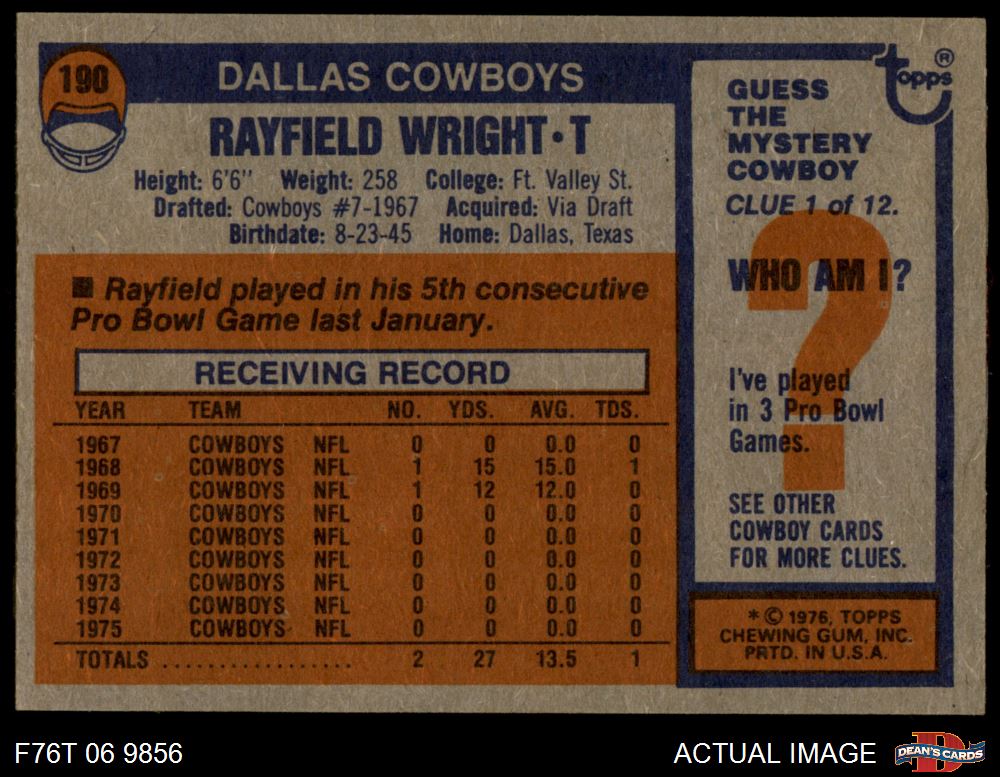 190
DALLAS COWBOYS
RAYFIELD WRIGHT•T
Height: 6'6" Weight: 258 College: Ft. Valley St.
Drafted: Cowboys #7-1967 Acquired: Via Draft
Birthdate: 8-23-45 Home: Dallas, Texas
■ Rayfield played in his 5th consecutive
Pro Bowl Game last January.
RECEIVING RECORD
YEAR TEAM NO. YDS. AVG. TDS.
1967 COWBOYS NFL 0 0 0.0 0
1968 COWBOYS NFL 1 15 15.0 1
1969 COWBOYS NFL 1 12 12.0 0
1970 COWBOYS NFL 0 0 0.0 0
1971 COWBOYS NFL 0 0 0.0 0
1972 COWBOYS NFL 0 0 0.0 0
1973 COWBOYS NFL 0 0 0.0 0
1974 COWBOYS NFL 0 0 0.0 0
1975 COWBOYS NFL 0 0 0.0 0
TOTALS .................. 2 27 13.5 1
topps®
GUESS
THE
MYSTERY
COWBOY
CLUE 1 of 12.
?
WHO AM I?
I've played
in 3 Pro Bowl
Games.
SEE OTHER
COWBOY CARDS
FOR MORE CLUES.
*© 1976, TOPPS
CHEWING GUM, INC.
PRTD. IN U.S.A.
F76T 06 9856
ACTUAL IMAGE
D
DEAN'S CARDS